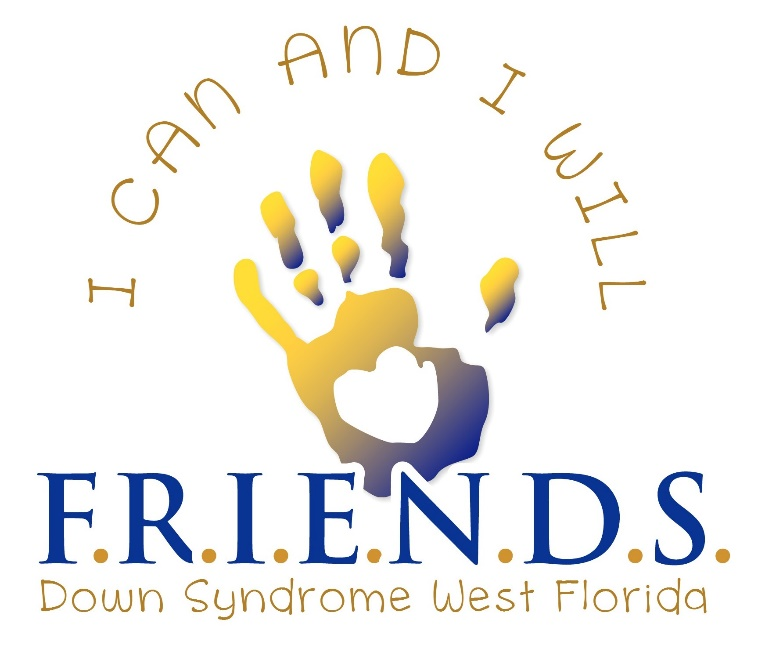 I CAN AND I WILL
F.R.I.E.N.D.S.
Down Syndrome West Florida